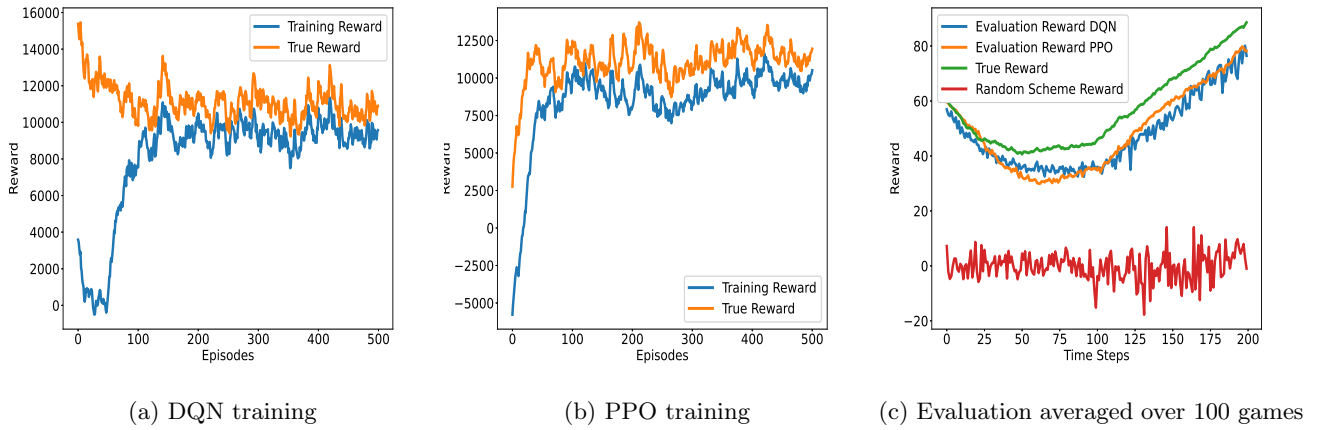 16000
14000
12000
10000
8000
6000
4000
2000
0
Reward
Training Reward
True Reward
0 100 200 300 400 500
Episodes
(a) DQN training
12500
10000
7500
5000
2500
0
−2500
−5000
Reward
Training Reward
True Reward
0 100 200 300 400 500
Episodes
(b) PPO training
80
60
40
20
0
−20
Reward
Evaluation Reward DQN
Evaluation Reward PPO
True Reward
Random Scheme Reward
0 25 50 75 100 125 150 175 200
Time Steps
(c) Evaluation averaged over 100 games